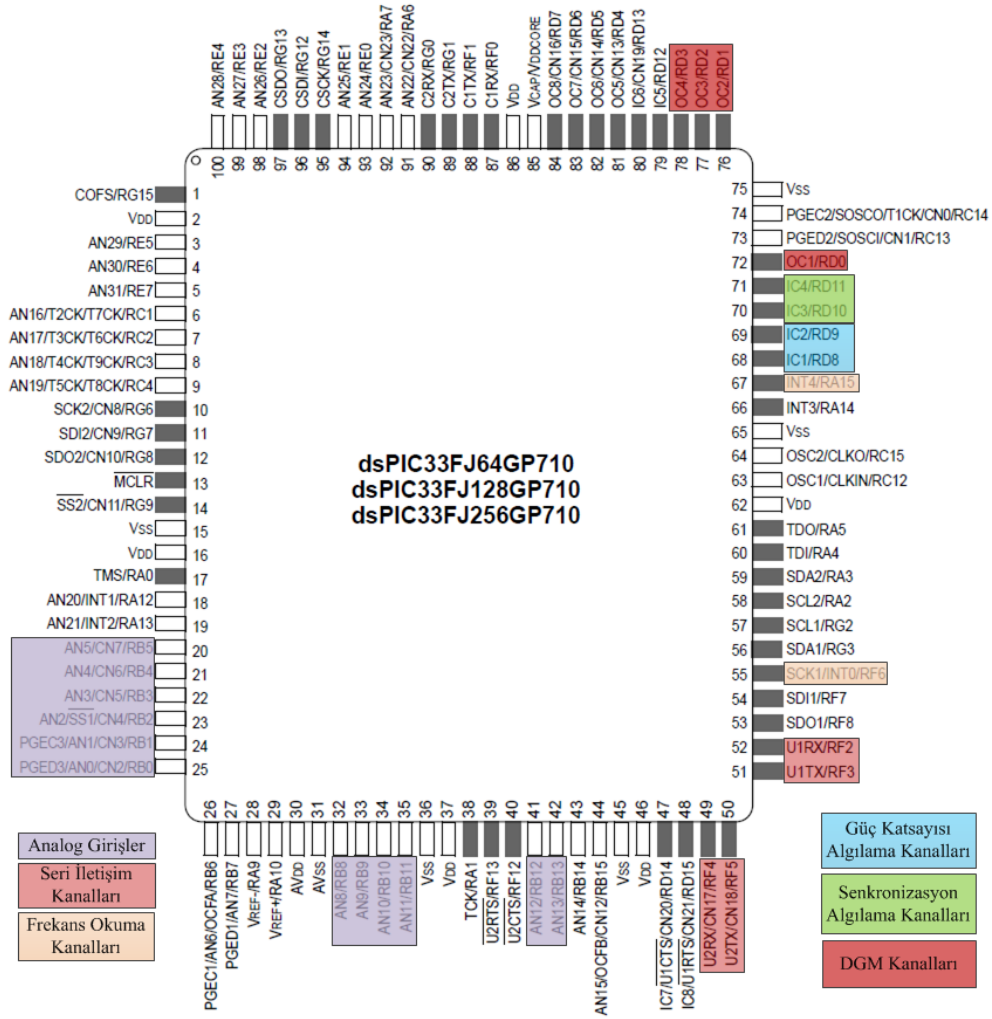 AN28/RE4
AN27/RE3
AN26/RE2
CSDO/RG13
CSDI/RG12
CSCK/RG14
AN25/RE1
AN24/RE0
AN23/CN23/RA7
AN22/CN22/RA6
C2RX/RG0
C2TX/RG1
C1TX/RF1
C1RX/RF0
VDD
VCAP/VDDCORE
OC8/CN16/RD7
OC7/CN15/RD6
OC6/CN14/RD5
OC5/CN13/RD4
IC6/CN19/RD13
IC5/RD12
OC4/RD3
OC3/RD2
OC2/RD1
100
99
98
97
96
95
94
93
92
91
90
89
88
87
86
85
84
83
82
81
80
79
78
77
76
COFS/RG15 1
VDD 2
AN29/RE5 3
AN30/RE6 4
AN31/RE7 5
AN16/T2CK/T7CK/RC1 6
AN17/T3CK/T6CK/RC2 7
AN18/T4CK/T9CK/RC3 8
AN19/T5CK/T8CK/RC4 9
SCK2/CN8/RG6 10
SDI2/CN9/RG7 11
SDO2/CN10/RG8 12
MCLR 13
SS2/CN11/RG9 14
VSS 15
VDD 16
TMS/RA0 17
AN20/INT1/RA12 18
AN21/INT2/RA13 19
AN5/CN7/RB5 20
AN4/CN6/RB4 21
AN3/CN5/RB3 22
AN2/SS1/CN4/RB2 23
PGEC3/AN1/CN3/RB1 24
PGED3/AN0/CN2/RB0 25
dsPIC33FJ64GP710
dsPIC33FJ128GP710
dsPIC33FJ256GP710
75 VSS
74 PGEC2/SOSCO/T1CK/CN0/RC14
73 PGED2/SOSCI/CN1/RC13
72 OC1/RD0
71 IC4/RD11
70 IC3/RD10
69 IC2/RD9
68 IC1/RD8
67 INT4/RA15
66 INT3/RA14
65 VSS
64 OSC2/CLKO/RC15
63 OSC1/CLKIN/RC12
62 VDD
61 TDO/RA5
60 TDI/RA4
59 SDA2/RA3
58 SCL2/RA2
57 SCL1/RG2
56 SDA1/RG3
55 SCK1/INT0/RF6
54 SDI1/RF7
53 SDO1/RF8
52 U1RX/RF2
51 U1TX/RF3
26
27
28
29
30
31
32
33
34
35
36
37
38
39
40
41
42
43
44
45
46
47
48
49
50
PGEC1/AN6/OCFA/RB6
PGED1/AN7/RB7
VREF-/RA9
VREF+/RA10
AVDD
AVSS
AN8/RB8
AN9/RB9
AN10/RB10
AN11/RB11
VSS
VDD
TCK/RA1
U2RTS/RF13
U2CTS/RF12
AN12/RB12
AN13/RB13
AN14/RB14
AN15/OCFB/CN12/RB15
VSS
VDD
IC7/U1CTS/CN20/RD14
IC8/U1RTS/CN21/RD15
U2RX/CN17/RF4
U2TX/CN18/RF5
Analog Girişler
Seri İletişim
Kanalları
Frekans Okuma
Kanalları
Güç Katsayısı
Algılama Kanalları
Senkronizasyon
Algılama Kanalları
DGM Kanalları